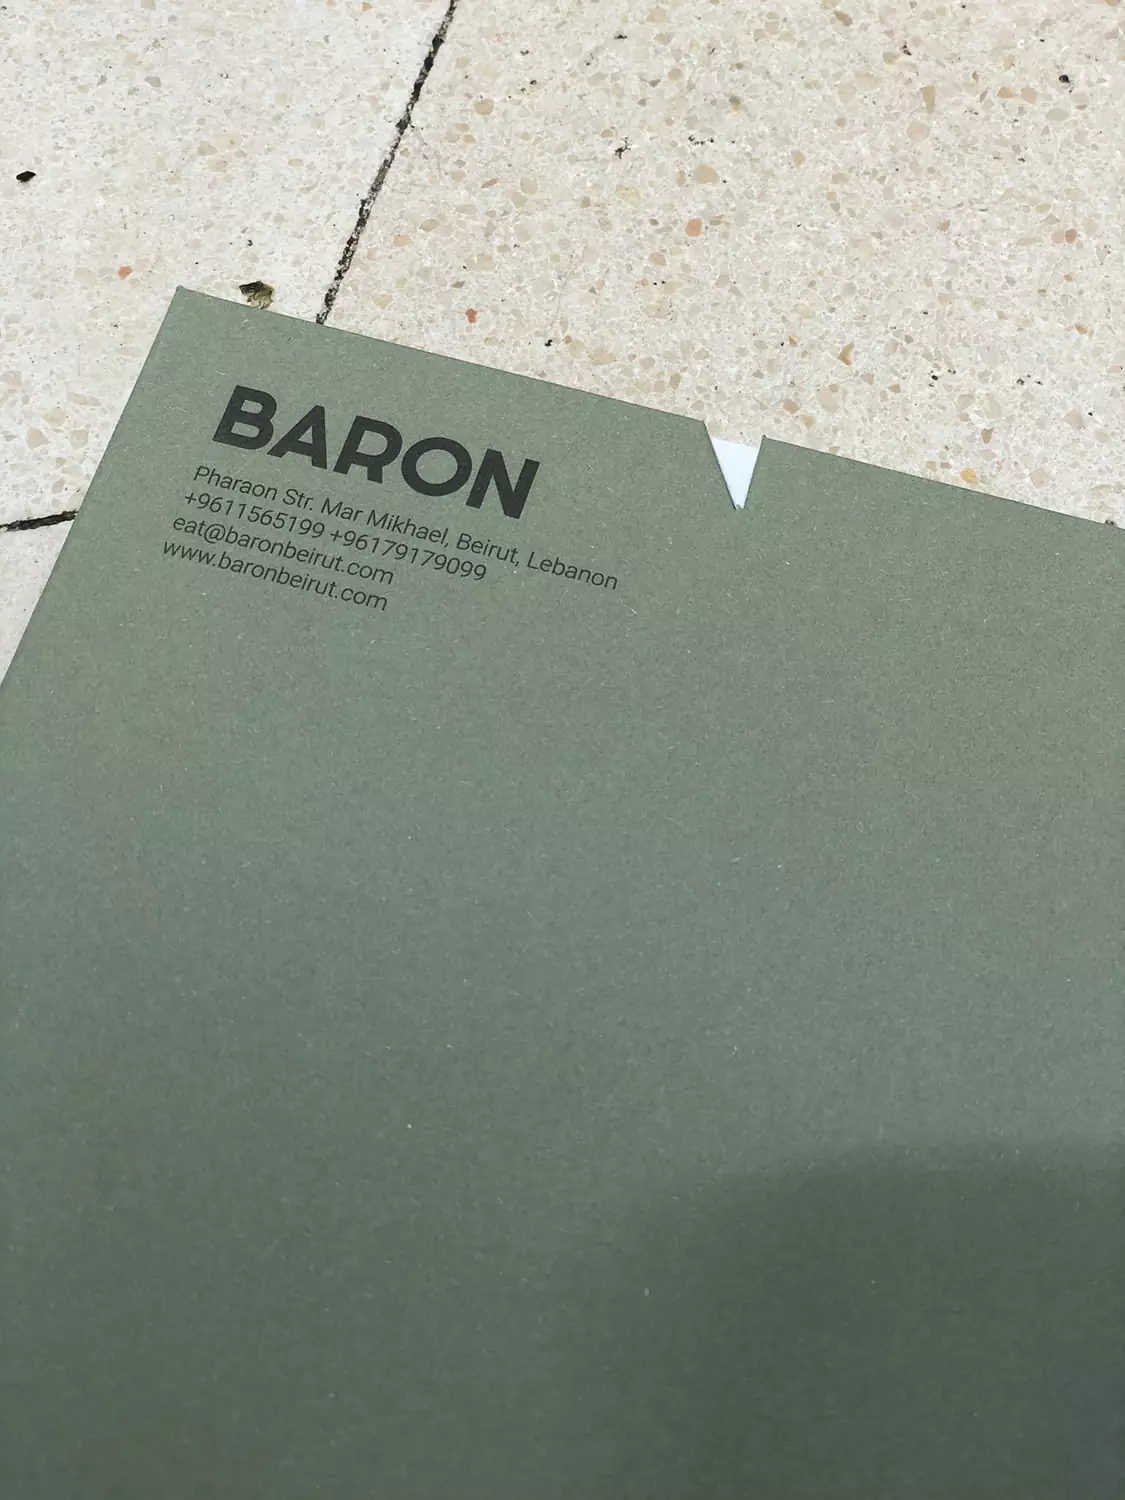 BARON
Pharaon Str. Mar Mikhael, Beirut, Lebanon
+9611565199 +96179179099
eat@baronbeirut.com
www.baronbeirut.com